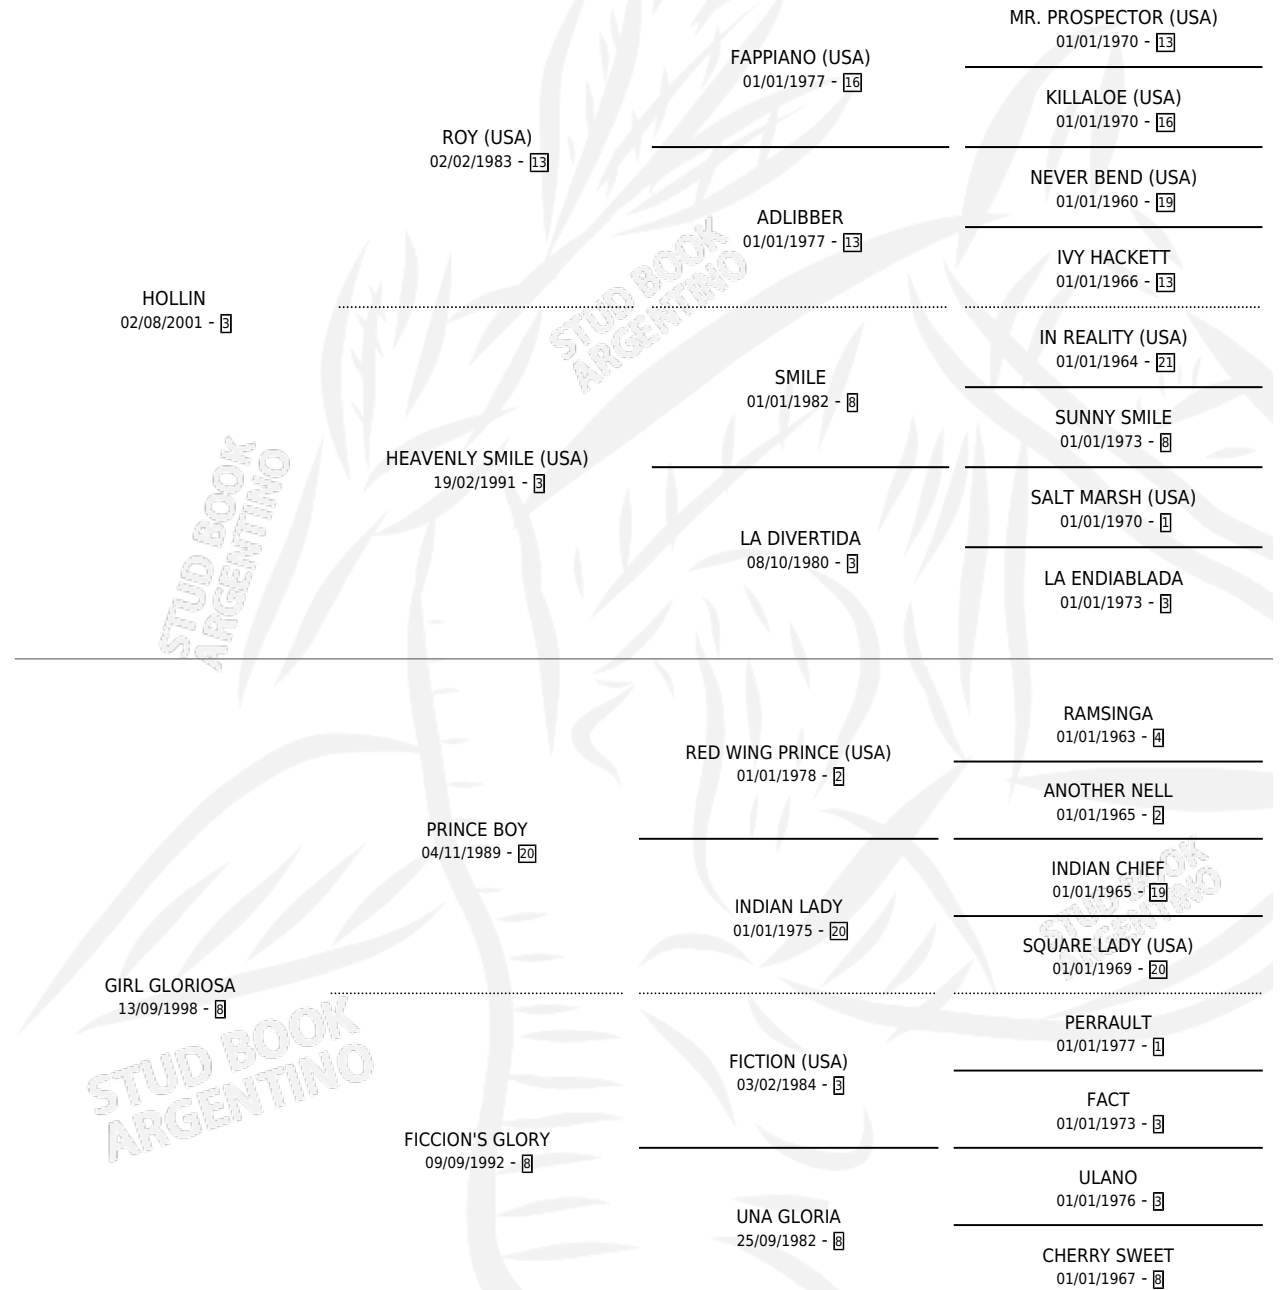 MR. PROSPECTOR (USA)
01/01/1970 - 13
FAPPIANO (USA)
01/01/1977 - 16
KILLALOE (USA)
01/01/1970 - 16
ROY (USA)
02/02/1983 - 13
NEVER BEND (USA)
01/01/1960 - 19
ADLIBBER
01/01/1977 - 13
IVY HACKETT
01/01/1966 - 13
HOLLIN
02/08/2001 - 3
IN REALITY (USA)
01/01/1964 - 21
SMILE
01/01/1982 - 8
SUNNY SMILE
01/01/1973 - 8
HEAVENLY SMILE (USA)
19/02/1991 - 3
SALT MARSH (USA)
01/01/1970 - 1
LA DIVERTIDA
08/10/1980 - 3
LA ENDIABLADA
01/01/1973 - 3
STUD BOOK
ARGENTINO
STUD BOOK
ARGENTINO
RAMSINGA
01/01/1963 - 4
RED WING PRINCE (USA)
01/01/1978 - 2
ANOTHER NELL
01/01/1965 - 2
PRINCE BOY
04/11/1989 - 20
INDIAN CHIEF
01/01/1965 - 19
INDIAN LADY
01/01/1975 - 20
SQUARE LADY (USA)
01/01/1969 - 20
STUD BOOK
ARGENTINO
GIRL GLORIOSA
13/09/1998 - 8
PERRAULT
01/01/1977 - 1
FICTION (USA)
03/02/1984 - 3
FACT
01/01/1973 - 3
STUD BOOK
ARGENTINO
FICCION'S GLORY
09/09/1992 - 8
ULANO
01/01/1976 - 3
UNA GLORIA
25/09/1982 - 8
CHERRY SWEET
01/01/1967 - 8